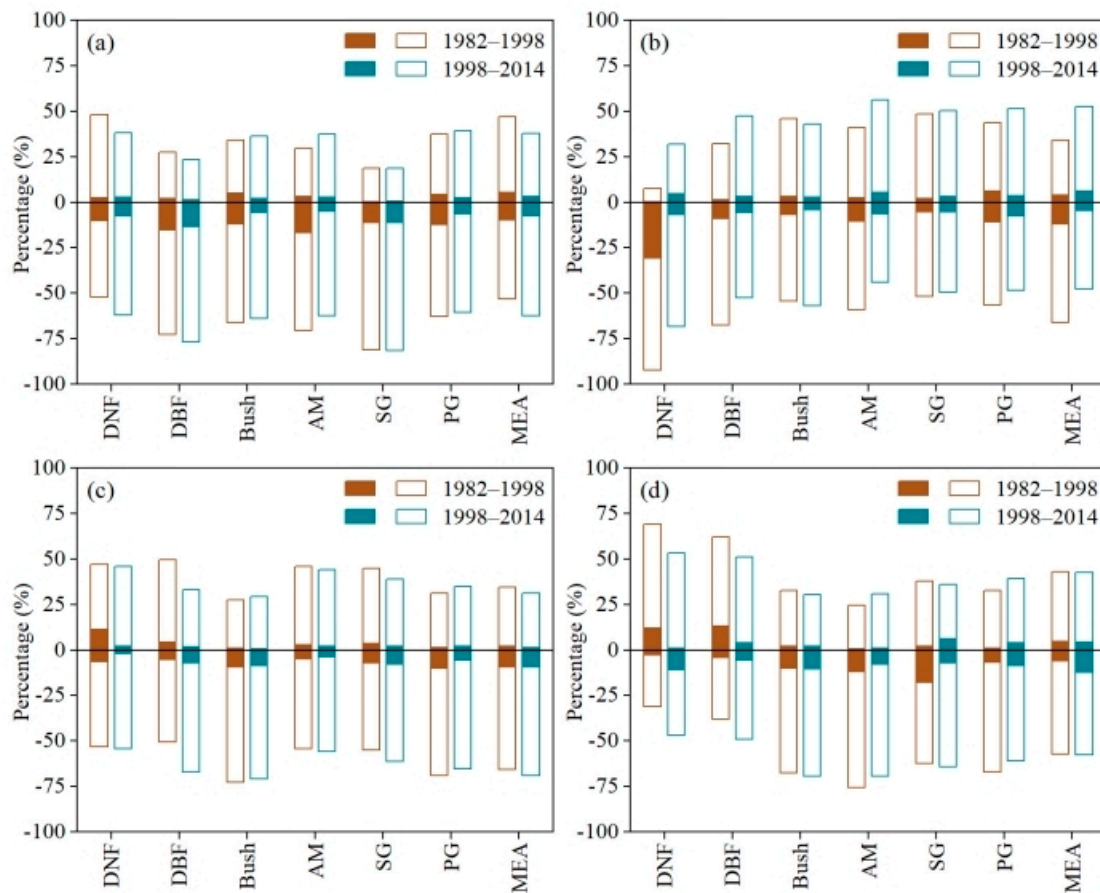 (a)
1982–1998
1998–2014
Percentage (%)
100
75
50
25
0
-25
-50
-75
-100
DNF
DBF
Bush
AM
SG
PG
MEA
(b)
1982–1998
1998–2014
Percentage (%)
100
75
50
25
0
-25
-50
-75
-100
DNF
DBF
Bush
AM
SG
PG
MEA
(c)
1982–1998
1998–2014
Percentage (%)
100
75
50
25
0
-25
-50
-75
-100
DNF
DBF
Bush
AM
SG
PG
MEA
(d)
1982–1998
1998–2014
Percentage (%)
100
75
50
25
0
-25
-50
-75
-100
DNF
DBF
Bush
AM
SG
PG
MEA